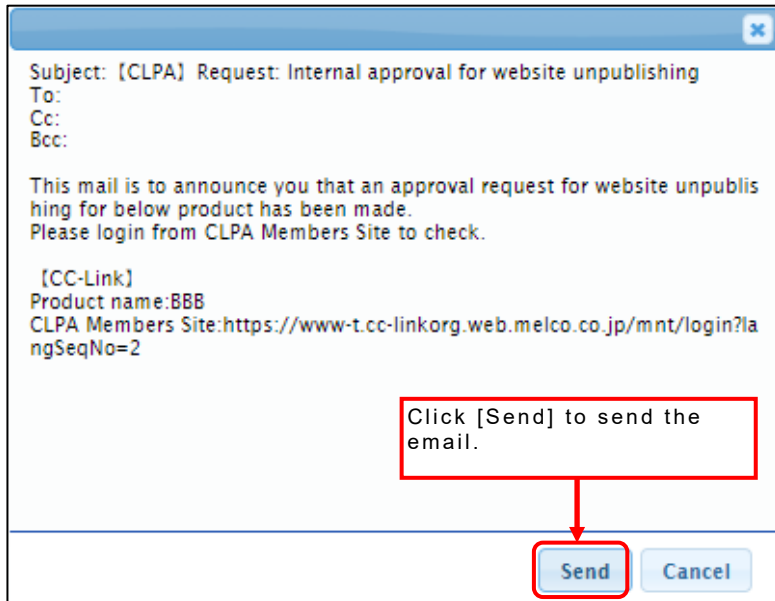 Subject:【CLPA】Request: Internal approval for website unpublishing
To:
Cc:
Bcc:
This mail is to announce you that an approval request for website unpublis
hing for below product has been made.
Please login from CLPA Members Site to check.
【CC-Link】
Product name:BBB
CLPA Members Site:https://www-t.cc-linkorg.web.melco.co.jp/mnt/login?la
ngSeqNo=2
Click [Send] to send the
email.
Send Cancel